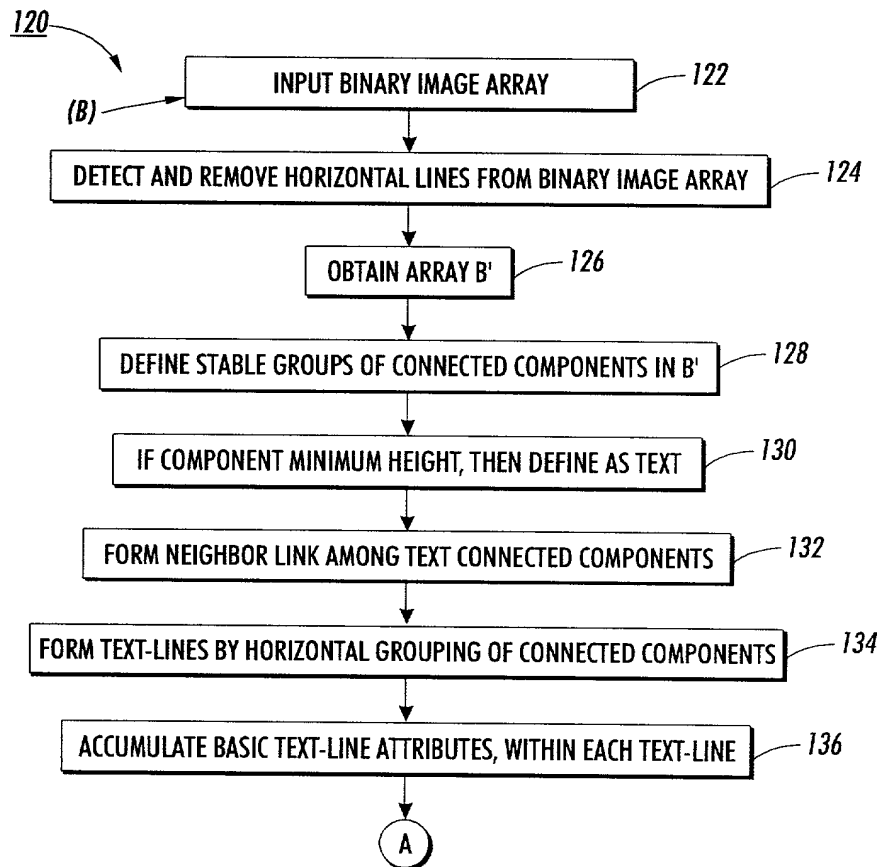 120
(B)
INPUT BINARY IMAGE ARRAY
122
DETECT AND REMOVE HORIZONTAL LINES FROM BINARY IMAGE ARRAY
124
OBTAIN ARRAY B'
126
DEFINE STABLE GROUPS OF CONNECTED COMPONENTS IN B'
128
IF COMPONENT MINIMUM HEIGHT, THEN DEFINE AS TEXT
130
FORM NEIGHBOR LINK AMONG TEXT CONNECTED COMPONENTS
132
FORM TEXT-LINES BY HORIZONTAL GROUPING OF CONNECTED COMPONENTS
134
ACCUMULATE BASIC TEXT-LINE ATTRIBUTES, WITHIN EACH TEXT-LINE
136
A